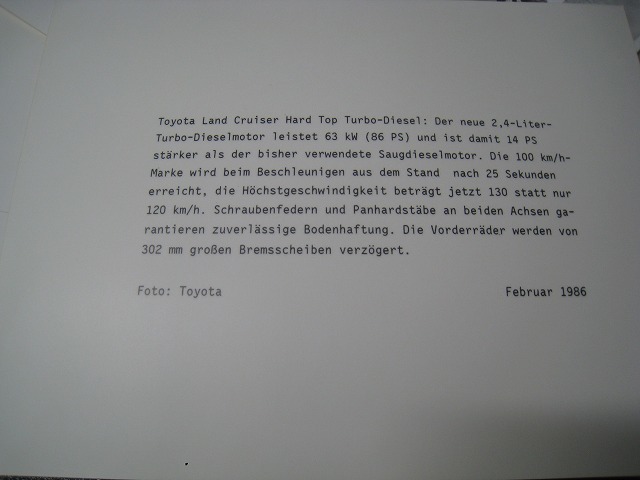 Toyota Land Cruiser Hard Top Turbo-Diesel: Der neue 2,4-Liter-
Turbo-Dieselmotor leistet 63 kW (86 PS) und ist damit 14 PS
stärker als der bisher verwendete Saugdieselmotor. Die 100 km/h-
Marke wird beim Beschleunigen aus dem Stand nach 25 Sekunden
erreicht, die Höchstgeschwindigkeit beträgt jetzt 130 statt nur
120 km/h. Schraubenfedern und Panhardstäbe an beiden Achsen ga-
rantieren zuverlässige Bodenhaftung. Die Vorderräder werden von
302 mm großen Bremsscheiben verzögert.
Foto: Toyota Februar 1986